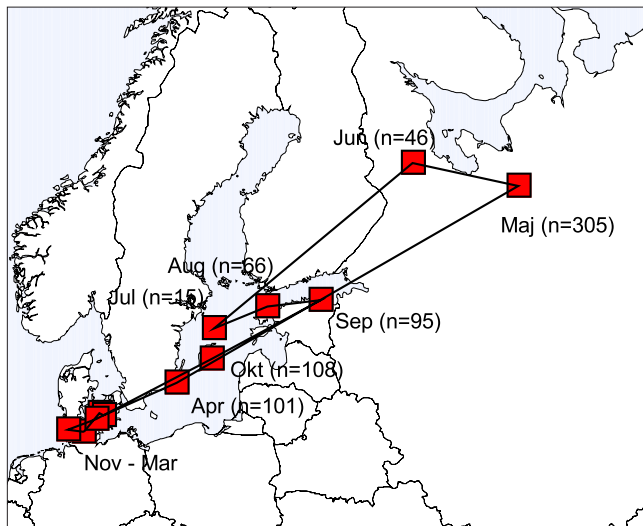 Jun (n=46)
Maj (n=305)
Aug (n=66)
Jul (n=15)
Sep (n=95)
Okt (n=108)
Apr (n=101)
Nov - Mar